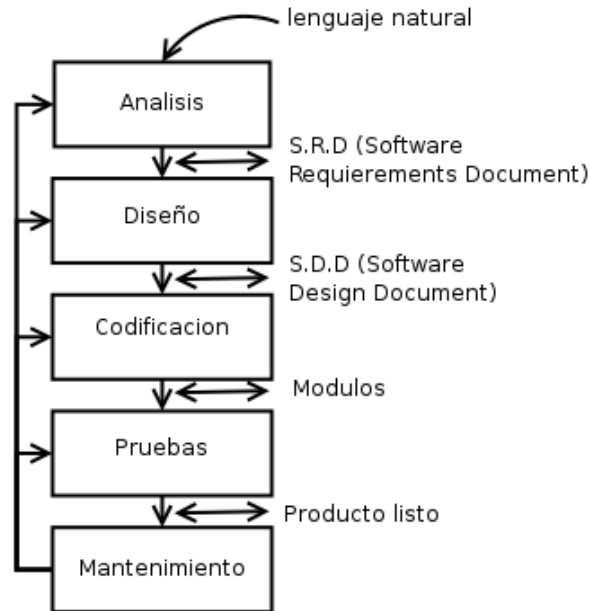 lenguaje natural
Analisis
S.R.D (Software
Requierements Document)
Diseño
S.D.D (Software
Design Document)
Codificacion
Modulos
Pruebas
Producto listo
Mantenimiento